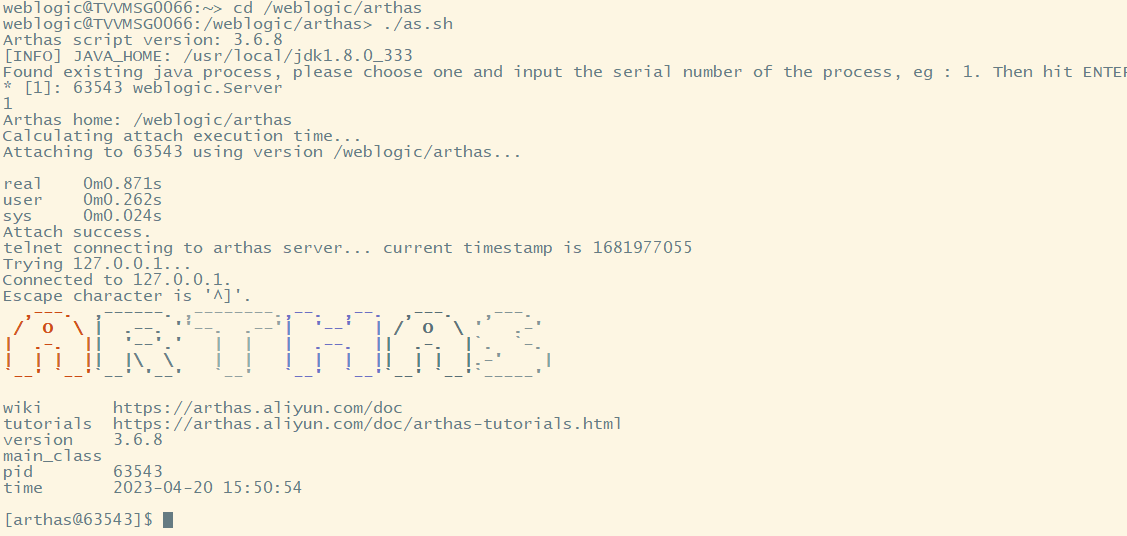 weblogic@TVVMSG0066:~> cd /weblogic/arthas
weblogic@TVVMSG0066:/weblogic/arthas> ./as.sh
Arthas script version: 3.6.8
[INFO] JAVA_HOME: /usr/local/jdk1.8.0_333
Found existing java process, please choose one and input the serial number of the process, eg : 1. Then hit ENTER
* [1]: 63543 weblogic.Server
1
Arthas home: /weblogic/arthas
Calculating attach execution time...
Attaching to 63543 using version /weblogic/arthas...
real    0m0.871s
user    0m0.262s
sys     0m0.024s
Attach success.
telnet connecting to arthas server... current timestamp is 1681977055
Trying 127.0.0.1...
Connected to 127.0.0.1.
Escape character is '^]'.
ARTHAS
wiki       https://arthas.aliyun.com/doc
tutorials  https://arthas.aliyun.com/doc/arthas-tutorials.html
version    3.6.8
main_class
pid        63543
time       2023-04-20 15:50:54
[arthas@63543]$